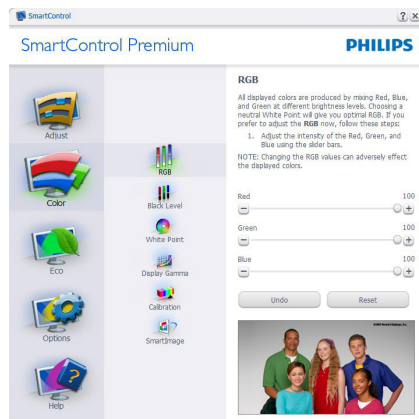 SmartControl
SmartControl Premium
PHILIPS
Adjust
Color
Eco
Options
Help
RGB
Black Level
White Point
Display Gamma
Calibration
SmartImage
RGB
All displayed colors are produced by mixing Red, Blue,
and Green at different brightness levels. Choosing a
neutral White Point will give you optimal RGB. If you
prefer to adjust the RGB now, follow these steps:
1. Adjust the intensity of the Red, Green, and
Blue using the slider bars.
NOTE: Changing the RGB values can adversely effect
the displayed colors.
Red 100
Green 100
Blue 100
Undo Reset